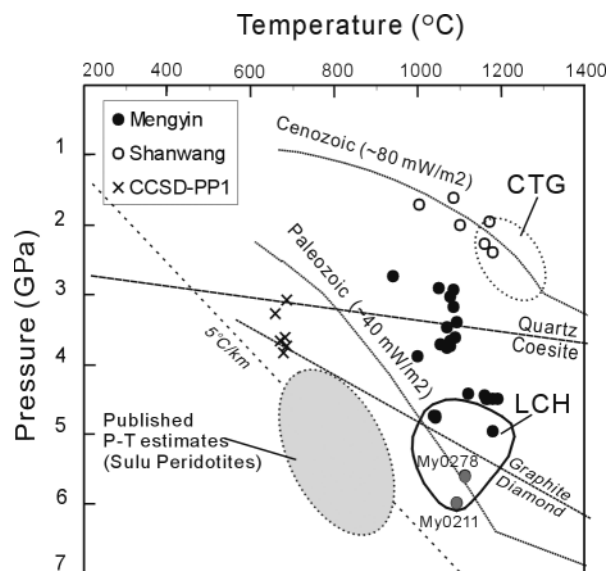 Temperature (°C)
200 400 600 800 1000 1200 1400
Mengyin
Shanwang
CCSD-PP1
Cenozoic (~80 mW/m2)
CTG
Paleozoic (~40 mW/m2)
Pressure (GPa)
1
2
3
4
5
6
7
5°C/km
Quartz
Coesite
LCH
Published
P-T estimates
(Sulu Peridotites)
My0278
My0211
Graphite
Diamond